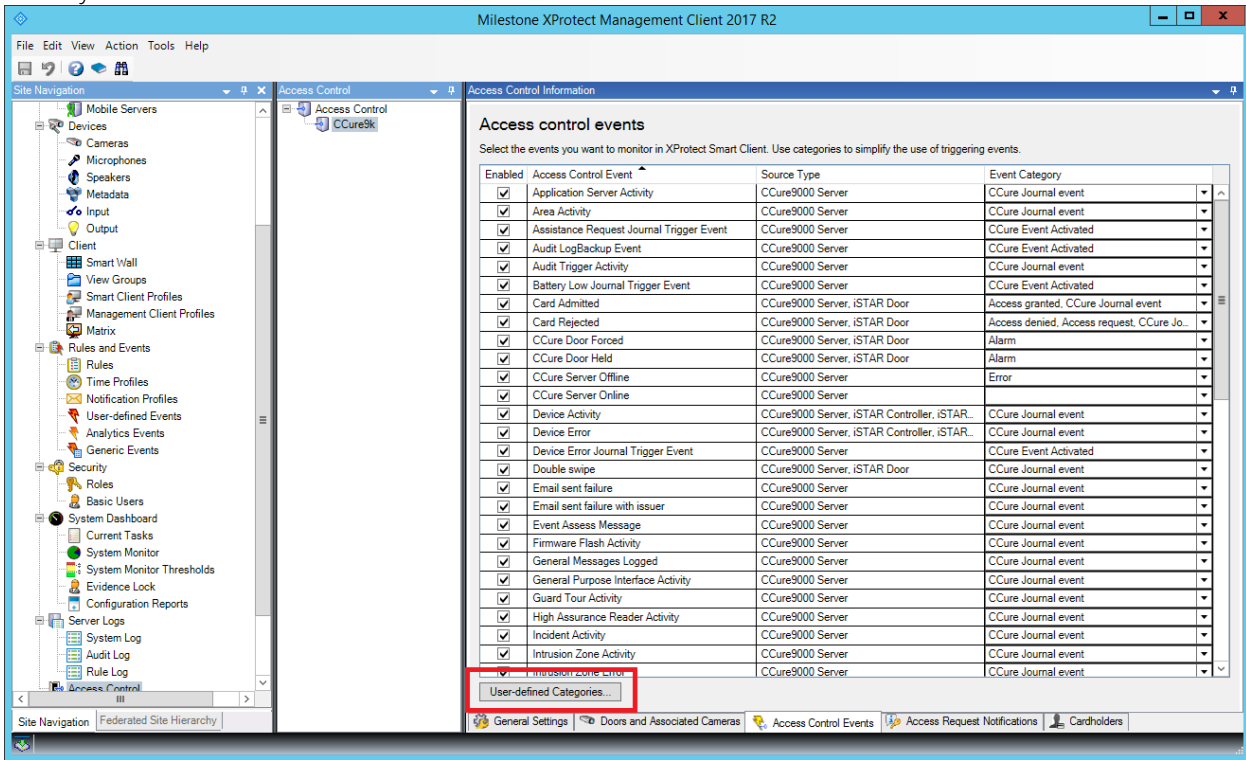 Milestone XProtect Management Client 2017 R2
File Edit View Action Tools Help
Site Navigation
Mobile Servers
Devices
Cameras
Microphones
Speakers
Metadata
Input
Output
Client
Smart Wall
View Groups
Smart Client Profiles
Management Client Profiles
Matrix
Rules and Events
Rules
Time Profiles
Notification Profiles
User-defined Events
Analytics Events
Generic Events
Security
Roles
Basic Users
System Dashboard
Current Tasks
System Monitor
System Monitor Thresholds
Evidence Lock
Configuration Reports
Server Logs
System Log
Audit Log
Rule Log
Access Control
Site Navigation Federated Site Hierarchy
Access Control
Access Control
CCure9k
Access Control Information
Access control events
Select the events you want to monitor in XProtect Smart Client. Use categories to simplify the use of triggering events.
Enabled Access Control Event Source Type Event Category
Application Server Activity CCure9000 Server CCure Journal event
Area Activity CCure9000 Server CCure Journal event
Assistance Request Journal Trigger Event CCure9000 Server CCure Event Activated
Audit LogBackup Event CCure9000 Server CCure Event Activated
Audit Trigger Activity CCure9000 Server CCure Journal event
Battery Low Journal Trigger Event CCure9000 Server CCure Event Activated
Card Admitted CCure9000 Server, iSTAR Door Access granted, CCure Journal event
Card Rejected CCure9000 Server, iSTAR Door Access denied, Access request, CCure Jo...
CCure Door Forced CCure9000 Server, iSTAR Door Alarm
CCure Door Held CCure9000 Server, iSTAR Door Alarm
CCure Server Offline CCure9000 Server Error
CCure Server Online CCure9000 Server
Device Activity CCure9000 Server, iSTAR Controller, iSTAR... CCure Journal event
Device Error CCure9000 Server, iSTAR Controller, iSTAR... CCure Journal event
Device Error Journal Trigger Event CCure9000 Server CCure Event Activated
Double swipe CCure9000 Server, iSTAR Door CCure Journal event
Email sent failure CCure9000 Server CCure Journal event
Email sent failure with issuer CCure9000 Server CCure Journal event
Event Assess Message CCure9000 Server CCure Journal event
Firmware Flash Activity CCure9000 Server CCure Journal event
General Messages Logged CCure9000 Server CCure Journal event
General Purpose Interface Activity CCure9000 Server CCure Journal event
Guard Tour Activity CCure9000 Server CCure Journal event
High Assurance Reader Activity CCure9000 Server CCure Journal event
Incident Activity CCure9000 Server CCure Journal event
Intrusion Zone Activity CCure9000 Server CCure Journal event
Intrusion Zone Error CCure9000 Server CCure Journal event
User-defined Categories...
General Settings Doors and Associated Cameras Access Control Events Access Request Notifications Cardholders